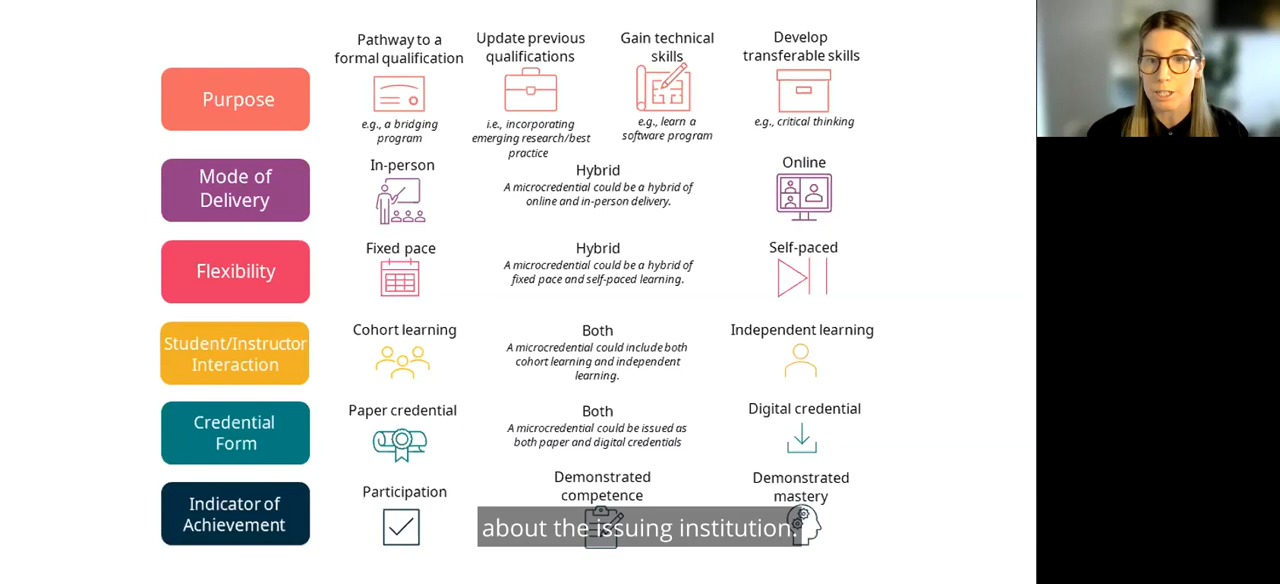 Purpose
Pathway to a
formal qualification
e.g., a bridging
program
Update previous
qualifications
i.e., incorporating
emerging research/best
practice
Gain technical
skills
e.g., learn a
software program
Develop
transferable skills
e.g., critical thinking
Mode of
Delivery
In-person
Hybrid
A microcredential could be a hybrid of
online and in-person delivery.
Online
Flexibility
Fixed pace
Hybrid
A microcredential could be a hybrid of
fixed pace and self-paced learning.
Self-paced
Student/Instructor
Interaction
Cohort learning
Both
A microcredential could include both
cohort learning and independent
learning.
Independent learning
Credential
Form
Paper credential
Both
A microcredential could be issued as
both paper and digital credentials
Digital credential
Indicator of
Achievement
Participation
Demonstrated
competence
Demonstrated
mastery
about the issuing institution.